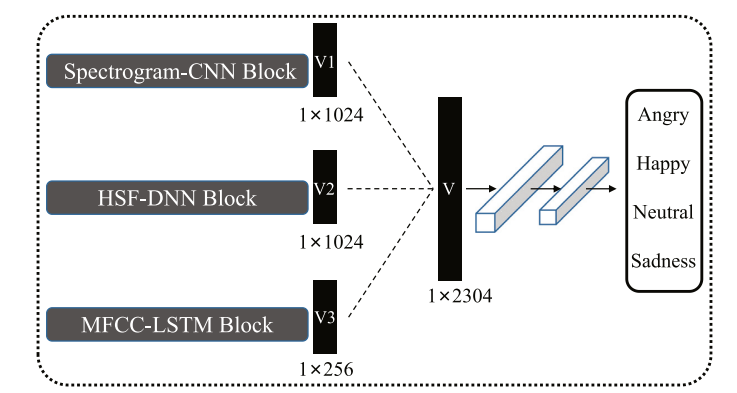 Spectrogram-CNN Block
V1
1×1024
HSF-DNN Block
V2
1×1024
MFCC-LSTM Block
V3
1×256
V
1×2304
Angry
Happy
Neutral
Sadness